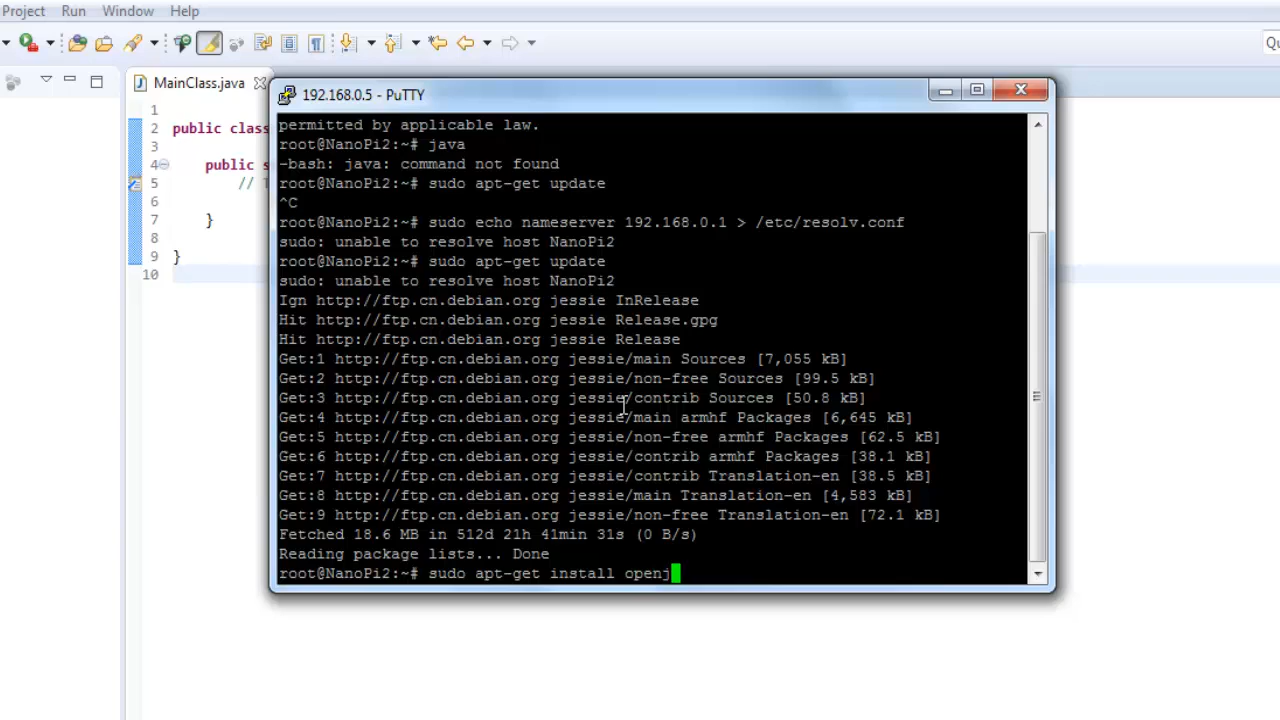 Project Run Window Help
Qu
MainClass.java
192.168.0.5 - PuTTY
1
2 public class
3
4 public s
5 // T
6
7 }
8
9 }
10
permitted by applicable law.
root@NanoPi2:~# java
-bash: java: command not found
root@NanoPi2:~# sudo apt-get update
^C
root@NanoPi2:~# sudo echo nameserver 192.168.0.1 > /etc/resolv.conf
sudo: unable to resolve host NanoPi2
root@NanoPi2:~# sudo apt-get update
sudo: unable to resolve host NanoPi2
Ign http://ftp.cn.debian.org jessie InRelease
Hit http://ftp.cn.debian.org jessie Release.gpg
Hit http://ftp.cn.debian.org jessie Release
Get:1 http://ftp.cn.debian.org jessie/main Sources [7,055 kB]
Get:2 http://ftp.cn.debian.org jessie/non-free Sources [99.5 kB]
Get:3 http://ftp.cn.debian.org jessie/contrib Sources [50.8 kB]
Get:4 http://ftp.cn.debian.org jessie/main armhf Packages [6,645 kB]
Get:5 http://ftp.cn.debian.org jessie/non-free armhf Packages [62.5 kB]
Get:6 http://ftp.cn.debian.org jessie/contrib armhf Packages [38.1 kB]
Get:7 http://ftp.cn.debian.org jessie/contrib Translation-en [38.5 kB]
Get:8 http://ftp.cn.debian.org jessie/main Translation-en [4,583 kB]
Get:9 http://ftp.cn.debian.org jessie/non-free Translation-en [72.1 kB]
Fetched 18.6 MB in 512d 21h 41min 31s (0 B/s)
Reading package lists... Done
root@NanoPi2:~# sudo apt-get install openj